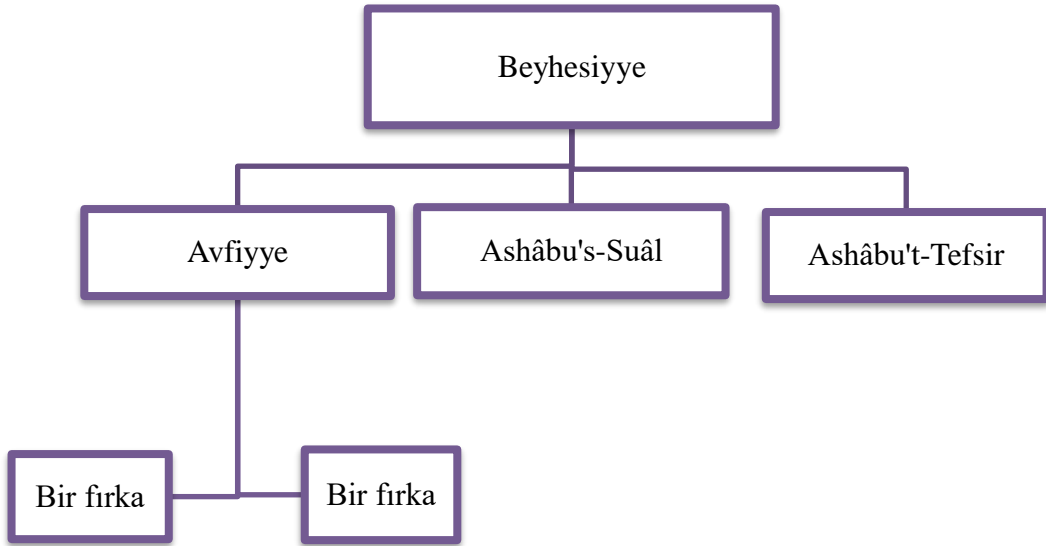 Beyhesiyye
Avfiyye
Ashâbu's-Suâl
Ashâbu't-Tefsir
Bir fırka
Bir fırka